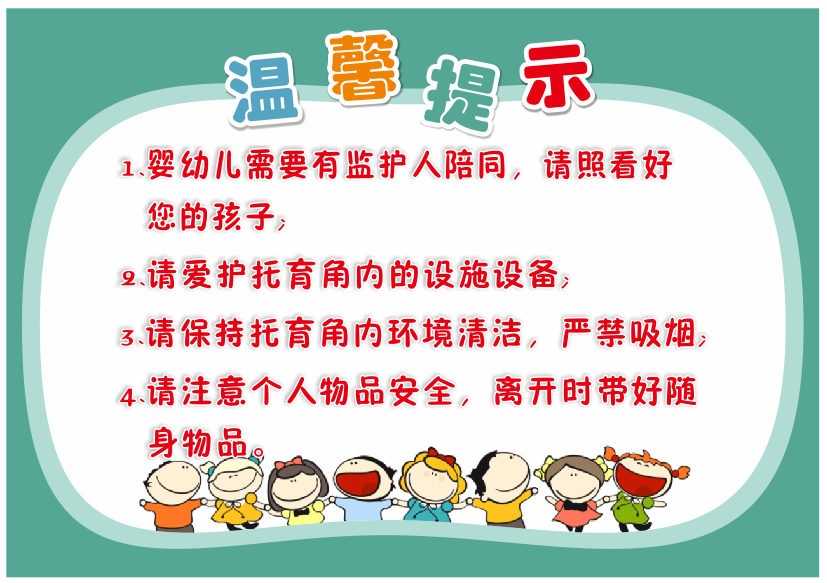 温馨提示
1、婴幼儿需要有监护人陪同，请照看好
您的孩子；
2、请爱护托育角内的设施设备；
3、请保持托育角内环境清洁，严禁吸烟；
4、请注意个人物品安全，离开时带好随
身物品。